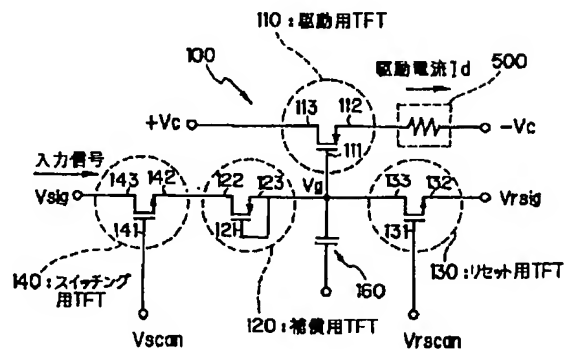 110:駆動用TFT
100
駆動電流Id
500
113
112
+Vc
-Vc
111
入力信号
Vsig
143
142
122
123
Vg
133
132
Vrsig
141
121
131
140:スイッチング
用TFT
160
130:リセット用TFT
Vscan
120:補償用TFT
Vrscan